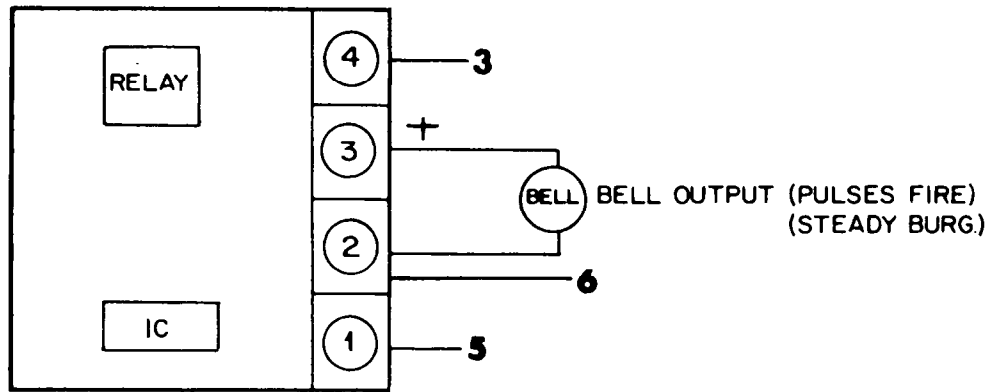 RELAY
4
3
+
3
BELL
BELL OUTPUT (PULSES FIRE)
(STEADY BURG.)
2
6
IC
1
5